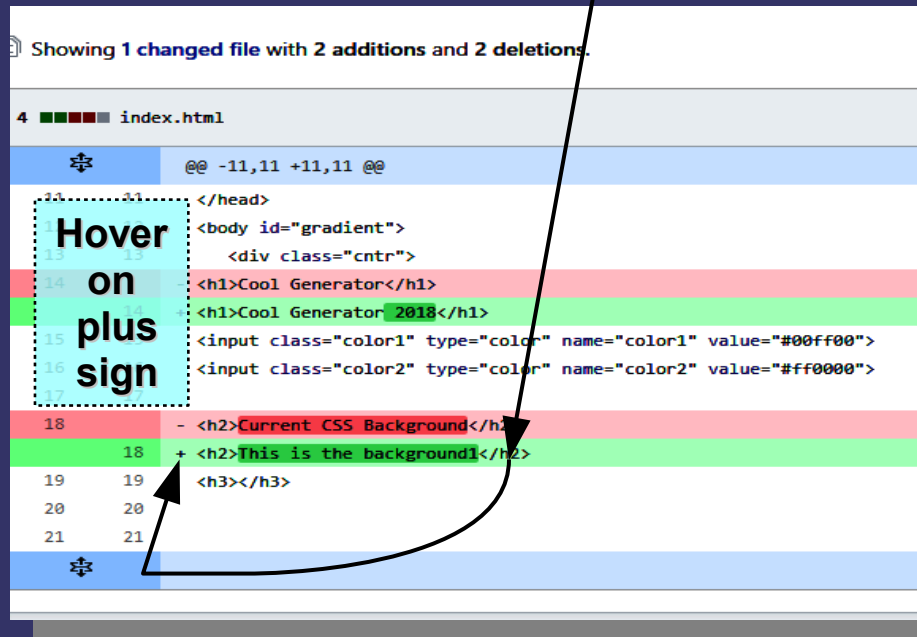 Showing 1 changed file with 2 additions and 2 deletions.
4 index.html
@@ -11,11 +11,11 @@
11 11 </head>
12 12 <body id="gradient">
13 13 <div class="cntr">
14 - <h1>Cool Generator</h1>
14 + <h1>Cool Generator 2018</h1>
15 15 <input class="color1" type="color" name="color1" value="#00ff00">
16 16 <input class="color2" type="color" name="color2" value="#ff0000">
17 17
Hover
on
plus
sign
18 - <h2>Current CSS Background</h2>
18 + <h2>This is the background1</h2>
19 19 <h3></h3>
20 20
21 21